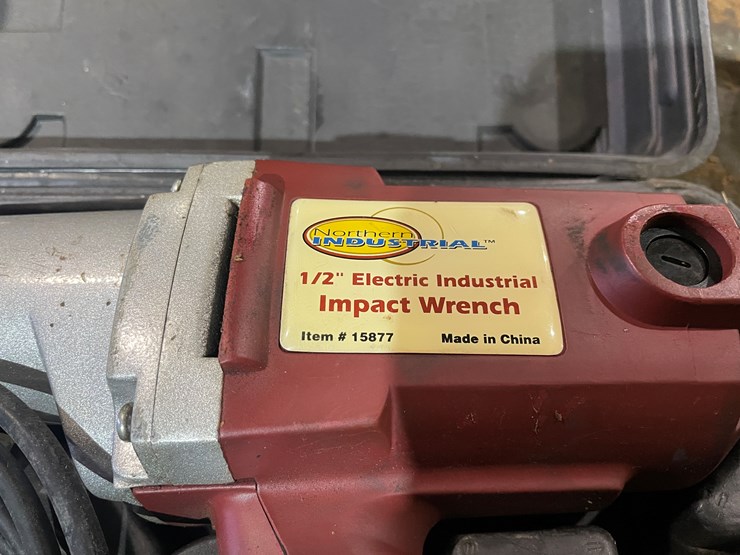 Northern
INDUSTRIAL™
1/2" Electric Industrial
Impact Wrench
Item # 15877 Made in China